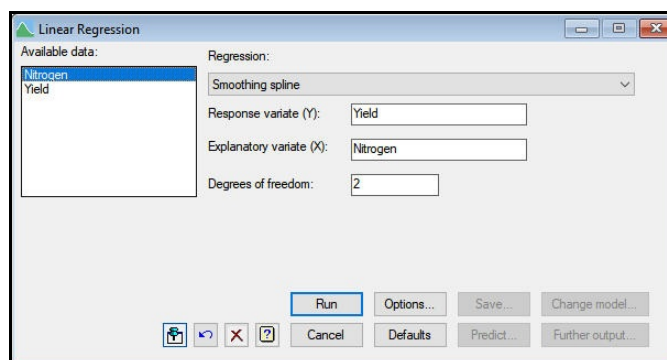 Linear Regression
Available data:
Nitrogen
Yield
Regression:
Smoothing spline
Response variate (Y): Yield
Explanatory variate (X): Nitrogen
Degrees of freedom: 2
Run Options... Save... Change model...
? Cancel Defaults Predict... Further output...